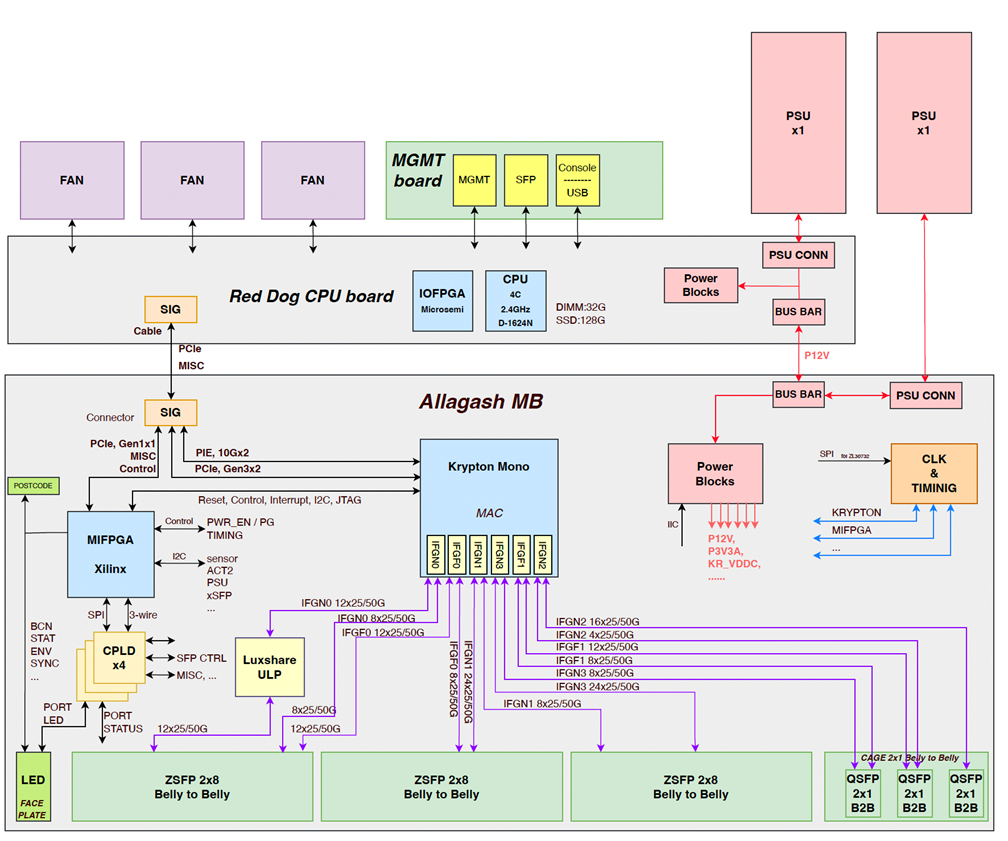 PSU
x1
PSU
x1
FAN
FAN
FAN
MGMT
board
MGMT
SFP
Console
--------
USB
PSU CONN
Power
Blocks
BUS BAR
Red Dog CPU board
SIG
Cable
IOFPGA
Microsemi
CPU
4C
2.4GHz
D-1624N
DIMM:32G
SSD:128G
PCIe
MISC
P12V
Allagash MB
BUS BAR
PSU CONN
Connector
SIG
PCIe, Gen1x1
MISC
Control
PIE, 10Gx2
PCIe, Gen3x2
Reset, Control, Interrupt, I2C, JTAG
Krypton Mono
MAC
IFGN0
IFGF0
IFGN1
IFGN3
IFGF1
IFGN2
Power
Blocks
IIC
P12V,
P3V3A,
KR_VDDC,
......
SPI
for ZL30732
CLK
&
TIMINIG
KRYPTON
MIFPGA
...
POSTCODE
MIFPGA
Xilinx
Control
PWR_EN / PG
TIMING
I2C
sensor
ACT2
PSU
xSFP
...
SPI
3-wire
BCN
STAT
ENV
SYNC
...
CPLD
x4
SFP CTRL
MISC, ...
PORT
LED
PORT
STATUS
Luxshare
ULP
IFGN0 12x25/50G
IFGN0 8x25/50G
IFGF0 12x25/50G
IFGF0 8x25/50G
IFGN1 24x25/50G
IFGN2 16x25/50G
IFGN2 4x25/50G
IFGF1 12x25/50G
IFGF1 8x25/50G
IFGN3 8x25/50G
IFGN3 24x25/50G
IFGN1 8x25/50G
12x25/50G
8x25/50G
12x25/50G
LED
FACE
PLATE
ZSFP 2x8
Belly to Belly
ZSFP 2x8
Belly to Belly
ZSFP 2x8
Belly to Belly
CAGE 2x1 Belly to Belly
QSFP
2x1
B2B
QSFP
2x1
B2B
QSFP
2x1
B2B